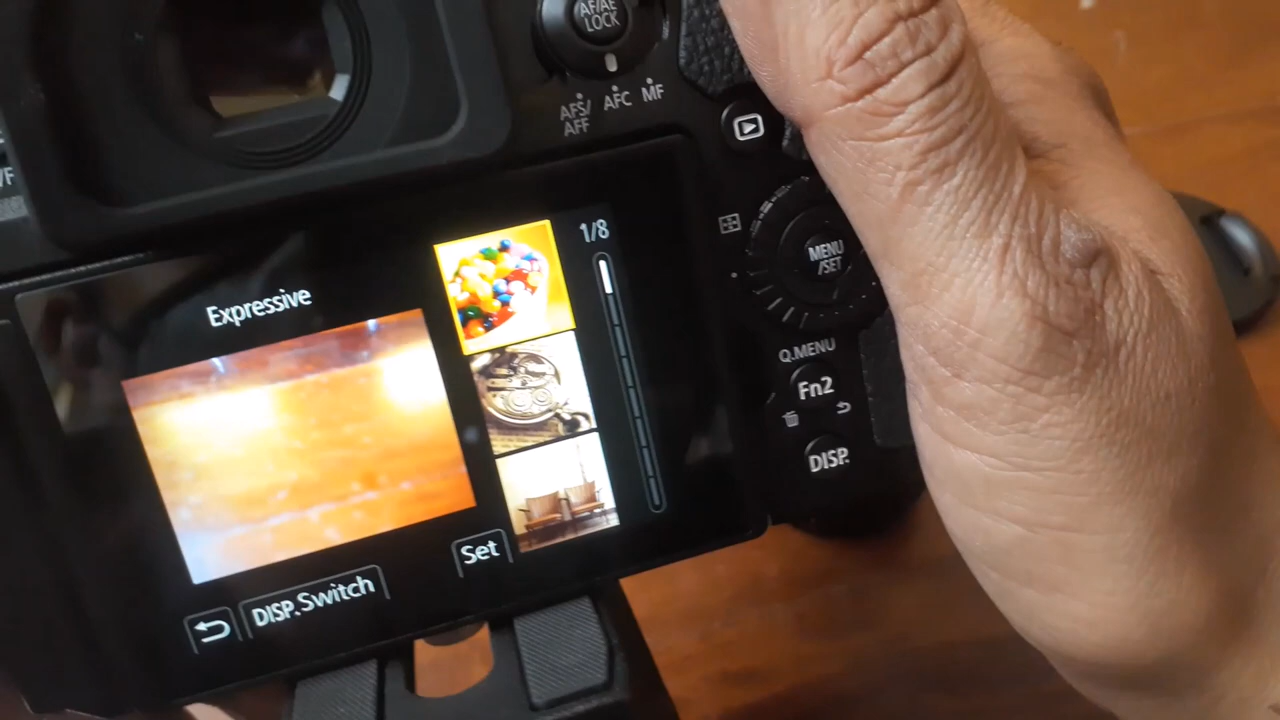 AF/AE
LOCK
AFS/
AFF
AFC
MF
/F
1/8
Expressive
MENU
/SET
Q.MENU
Fn2
DISP.
Set
DISP. Switch